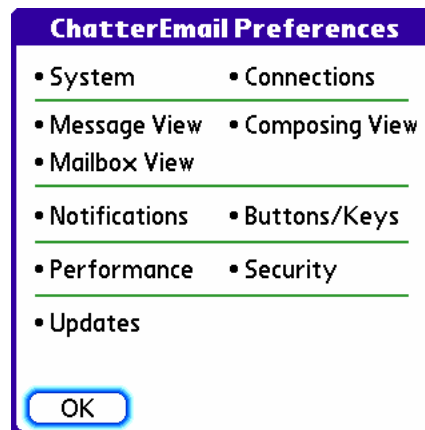 ChatterEmail Preferences
• System • Connections
• Message View • Composing View
• Mailbox View
• Notifications • Buttons/Keys
• Performance • Security
• Updates
OK